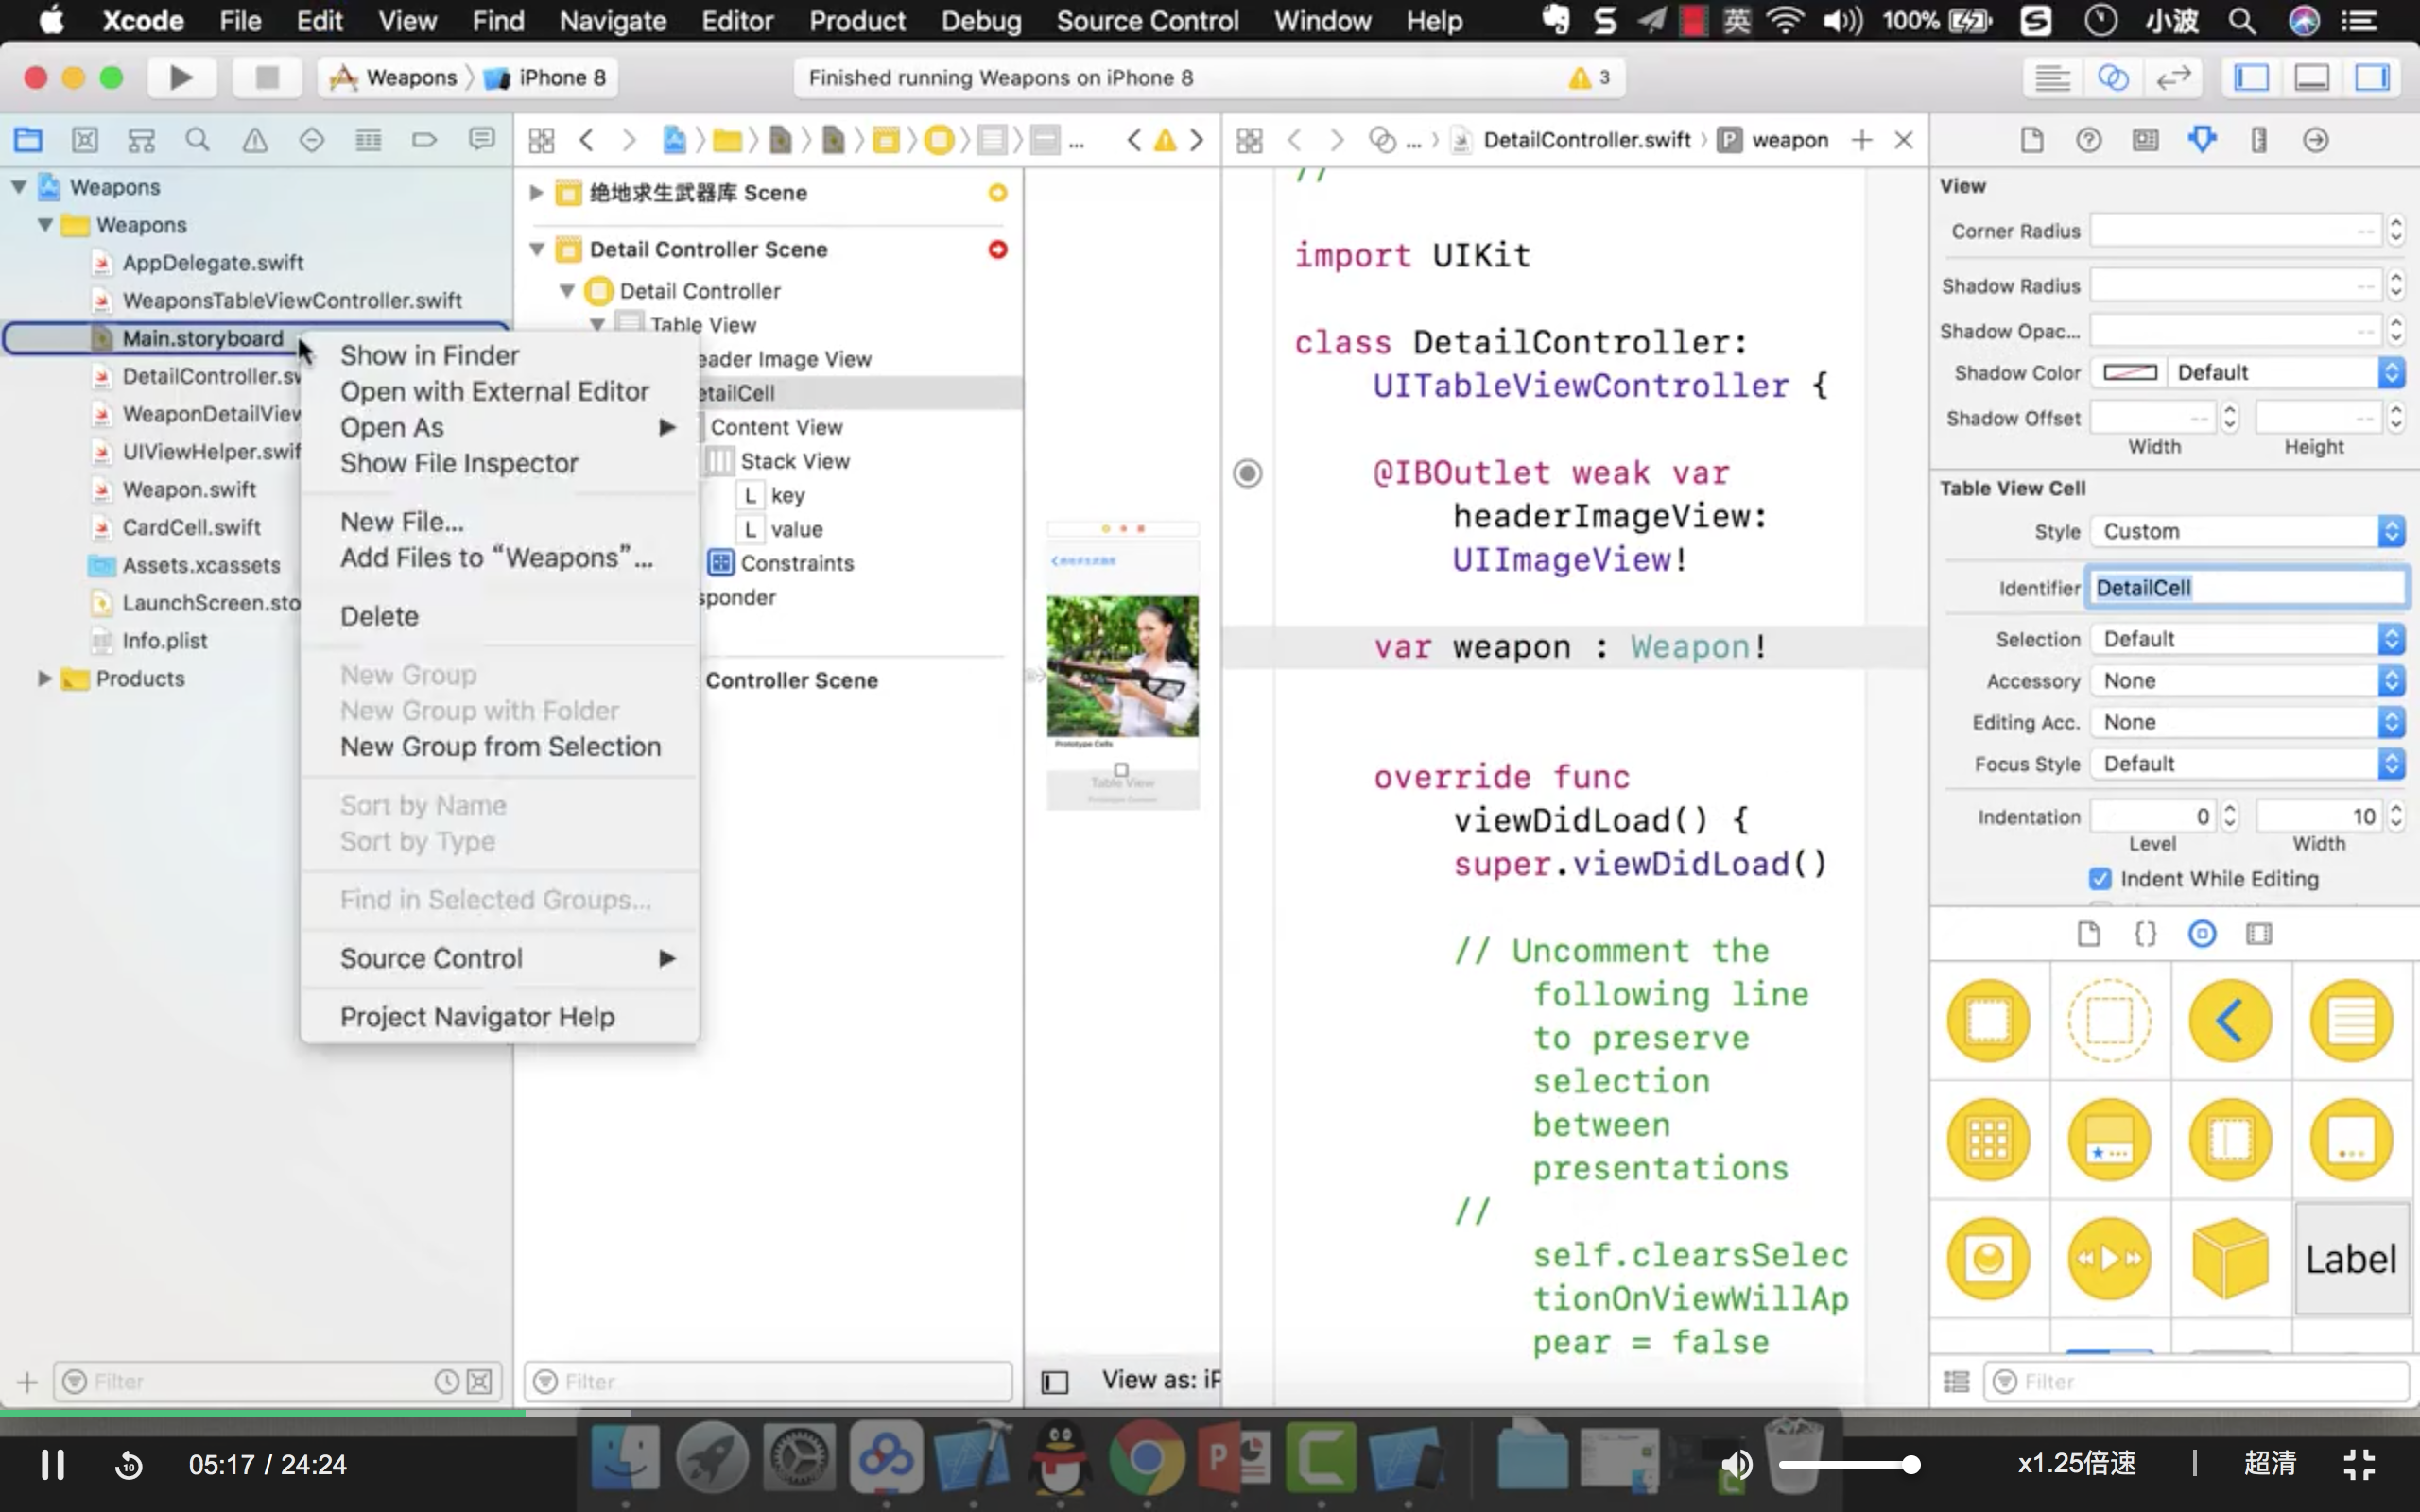 Xcode File Edit View Find Navigate Editor Product Debug Source Control Window Help 英 100% 小波
Weapons iPhone 8
Finished running Weapons on iPhone 8
3
...
... DetailController.swift P weapon
Weapons
Weapons
AppDelegate.swift
WeaponsTableViewController.swift
Main.storyboard
DetailController.sw
WeaponDetailView
UIViewHelper.swif
Weapon.swift
CardCell.swift
Assets.xcassets
LaunchScreen.sto
Info.plist
Products
Filter
Show in Finder
Open with External Editor
Open As
Show File Inspector
New File...
Add Files to “Weapons”...
Delete
New Group
New Group with Folder
New Group from Selection
Sort by Name
Sort by Type
Find in Selected Groups...
Source Control
Project Navigator Help
绝地求生武器库 Scene
Detail Controller Scene
Detail Controller
Table View
eader Image View
etailCell
Content View
Stack View
L key
L value
Constraints
sponder
Controller Scene
Filter
Prototype Cells
Table View
Prototype Content
View as: iP
//
import UIKit
class DetailController:
UITableViewController {
@IBOutlet weak var
headerImageView:
UIImageView!
var weapon : Weapon!
override func
viewDidLoad() {
super.viewDidLoad()
// Uncomment the
following line
to preserve
selection
between
presentations
//
self.clearsSelec
tionOnViewWillAp
pear = false
View
Corner Radius
Shadow Radius
Shadow Opac...
Shadow Color Default
Shadow Offset
Width Height
Table View Cell
Style Custom
Identifier DetailCell
Selection Default
Accessory None
Editing Acc. None
Focus Style Default
Indentation 0 10
Level Width
Indent While Editing
{}
Label
Filter
10 05:17 / 24:24
x1.25倍速 | 超清